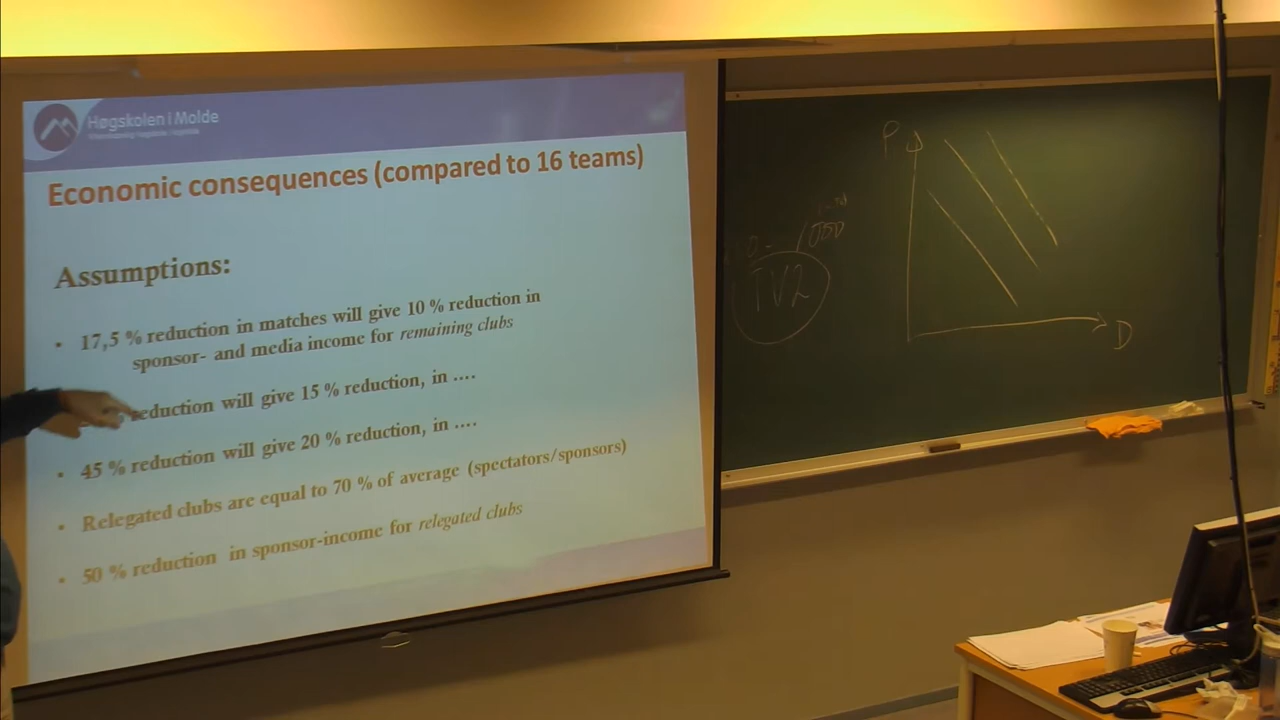 Høgskolen i Molde
Economic consequences (compared to 16 teams)
Assumptions:
• 17,5 % reduction in matches will give 10 % reduction in
sponsor- and media income for remaining clubs
reduction will give 15 % reduction, in ....
• 45 % reduction will give 20 % reduction, in ....
• Relegated clubs are equal to 70 % of average (spectators/sponsors)
• 50 % reduction in sponsor-income for relegated clubs
P
D
TV2